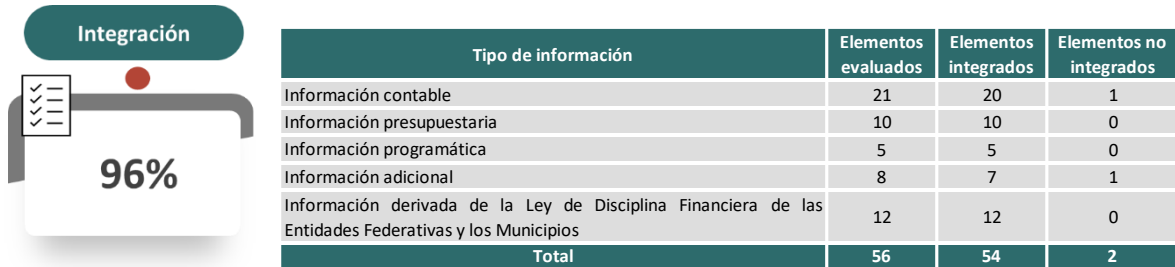 Integración
96%
Tipo de información Elementos evaluados Elementos integrados Elementos no integrados
Información contable 21 20 1
Información presupuestaria 10 10 0
Información programática 5 5 0
Información adicional 8 7 1
Información derivada de la Ley de Disciplina Financiera de las
Entidades Federativas y los Municipios 12 12 0
Total 56 54 2